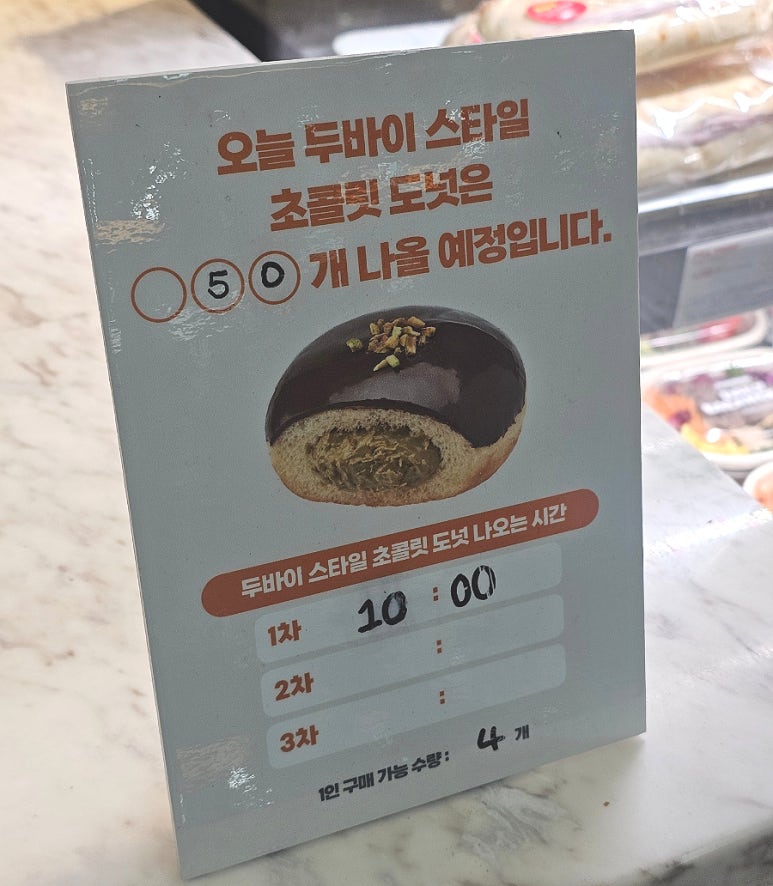 오늘 두바이 스타일
초콜릿 도넛은
50개 나올 예정입니다.
두바이 스타일 초콜릿 도넛 나오는 시간
1차 10 : 00
2차 :
3차 :
1인 구매 가능 수량 : 4 개